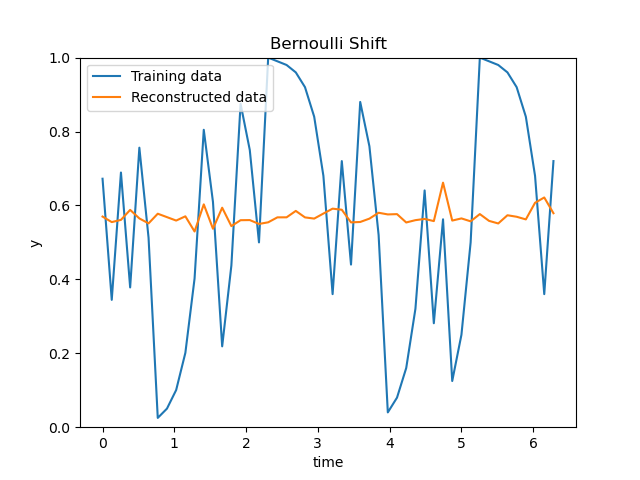 Bernoulli Shift
Training data
Reconstructed data
1.0
0.8
0.6
0.4
0.2
0.0
y
0 1 2 3 4 5 6
time